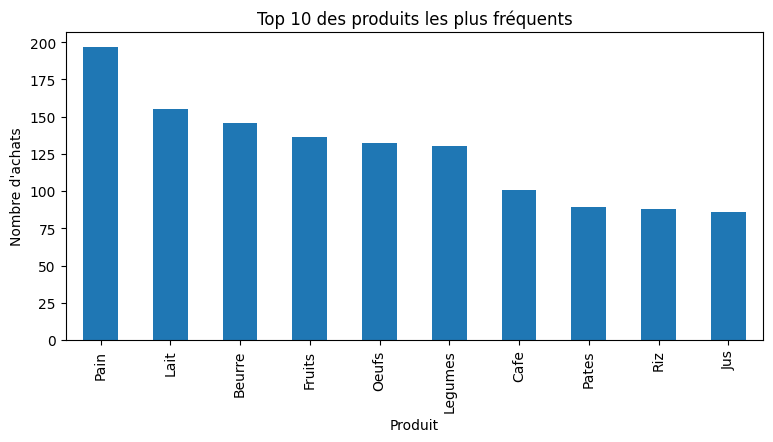 Top 10 des produits les plus fréquents
Nombre d'achats
200
175
150
125
100
75
50
25
0
Pain
Lait
Beurre
Fruits
Oeufs
Legumes
Cafe
Pates
Riz
Jus
Produit